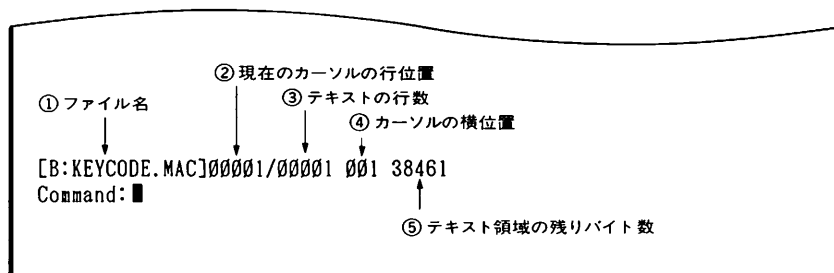 ②現在のカーソルの行位置
①ファイル名
③テキストの行数
④カーソルの横位置
[B:KEYCODE.MAC]00001/00001 001 38461
Command:
⑤テキスト領域の残りバイト数